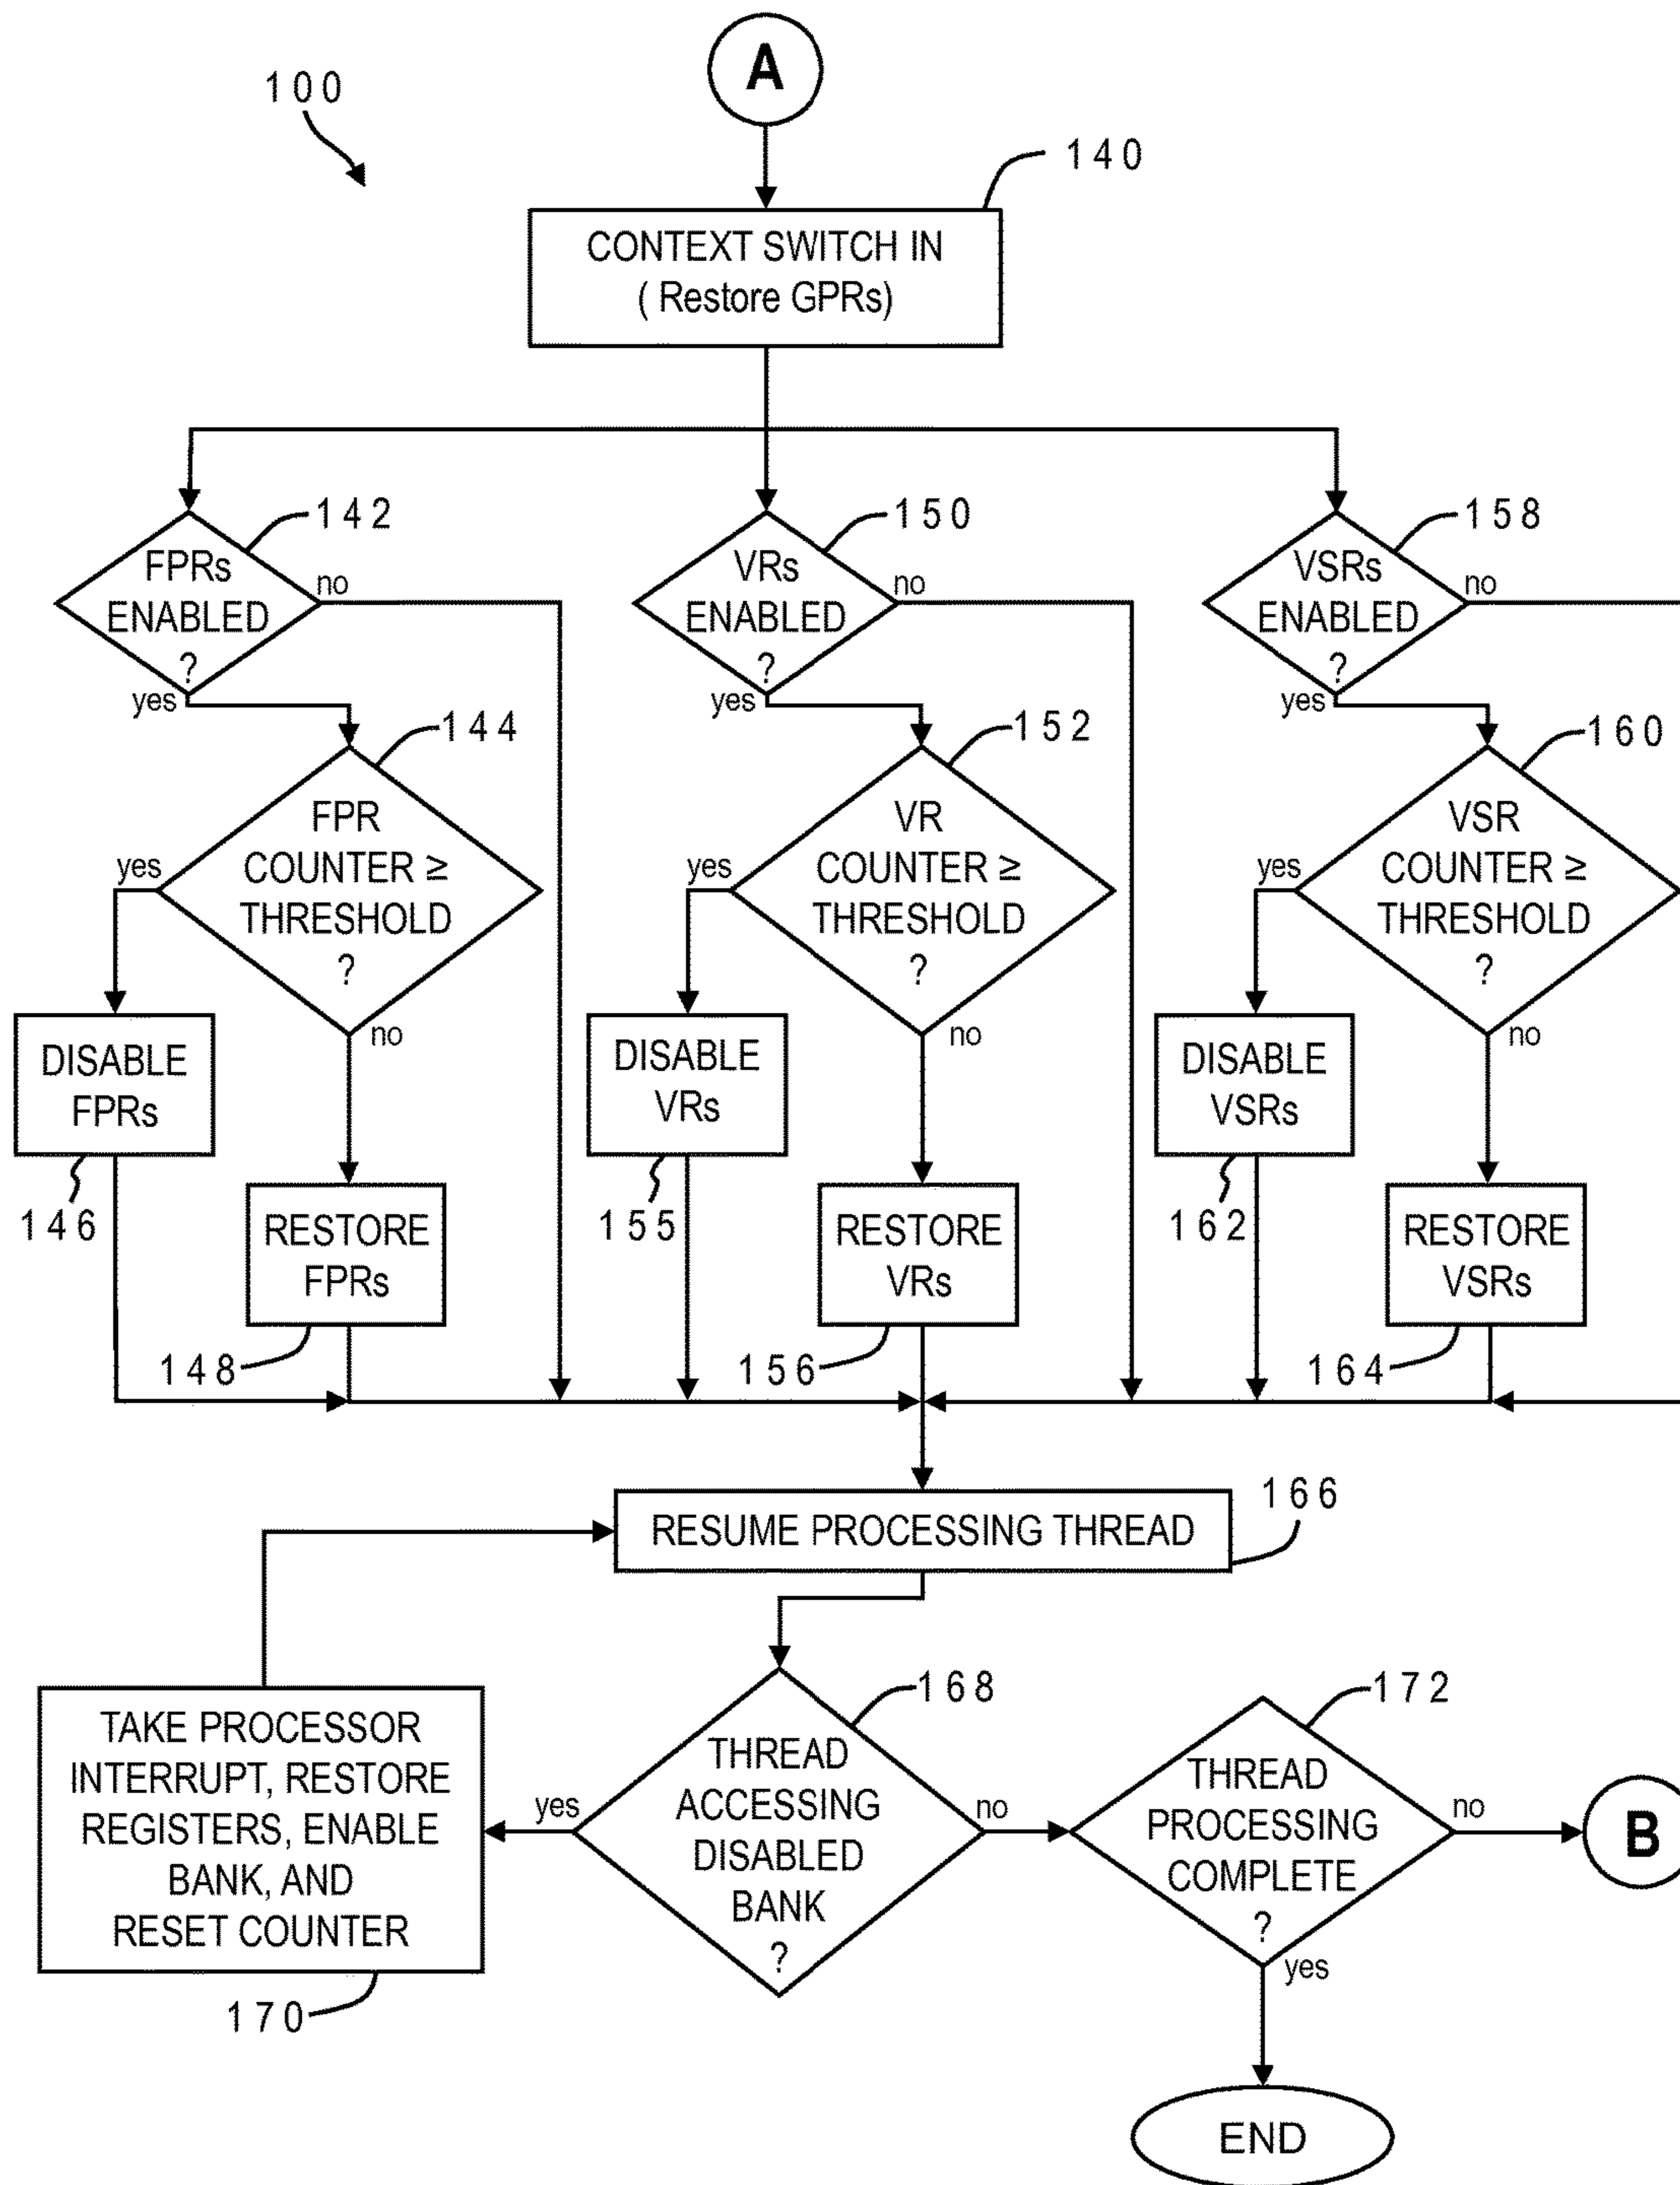 A
100
140
CONTEXT SWITCH IN
( Restore GPRs)
142
FPRs
ENABLED
?
no
yes
150
VRs
ENABLED
?
no
yes
158
VSRs
ENABLED
?
no
yes
144
FPR
COUNTER ≥
THRESHOLD
?
yes
no
152
VR
COUNTER ≥
THRESHOLD
?
yes
no
160
VSR
COUNTER ≥
THRESHOLD
?
yes
no
DISABLE
FPRs
146
RESTORE
FPRs
148
DISABLE
VRs
155
RESTORE
VRs
156
DISABLE
VSRs
162
RESTORE
VSRs
164
RESUME PROCESSING THREAD
166
TAKE PROCESSOR
INTERRUPT, RESTORE
REGISTERS, ENABLE
BANK, AND
RESET COUNTER
170
168
THREAD
ACCESSING
DISABLED
BANK
?
yes
no
172
THREAD
PROCESSING
COMPLETE
?
no
yes
B
END